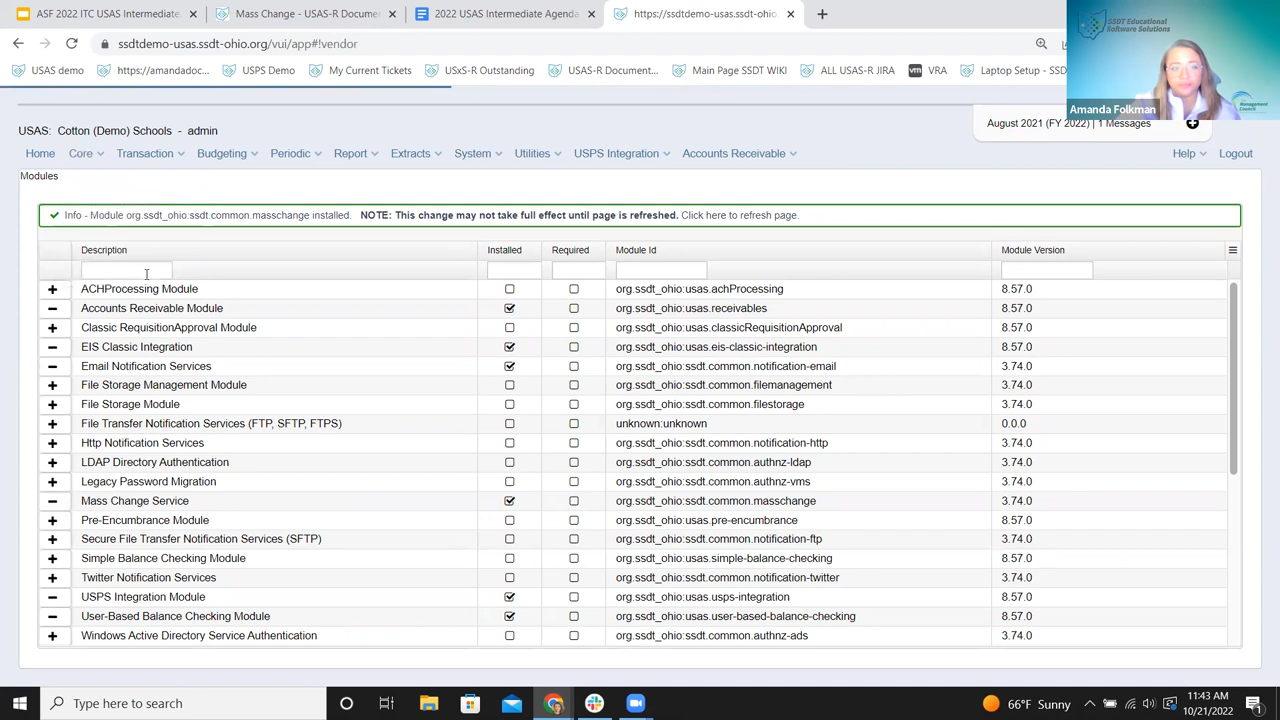 ASF 2022 ITC USAS Intermediate
Mass Change - USAS-R Docume
2022 USAS Intermediate Agenda
https://ssdtdemo-usas.ssdt-ohio.
ssdtdemo-usas.ssdt-ohio.org/vui/app#!vendor
SSDT Educational
Software Solutions
USAS demo
https://amandadoc...
USPS Demo
My Current Tickets
USxS-R Outstanding
USAS-R Document...
Main Page SSDT WIKI
ALL USAS-R JIRA
vm VRA
Laptop Setup - SSD
Management
Council
Amanda Folkman
August 2021 (FY 2022) | 1 Messages
USAS: Cotton (Demo) Schools - admin
Home Core Transaction Budgeting Periodic Report Extracts System Utilities USPS Integration Accounts Receivable Help Logout
Modules
Info - Module org.ssdt_ohio.ssdt.common.masschange installed. NOTE: This change may not take full effect until page is refreshed. Click here to refresh page.
Description Installed Required Module Id Module Version
ACHProcessing Module org.ssdt_ohio:usas.achProcessing 8.57.0
Accounts Receivable Module org.ssdt_ohio:usas.receivables 8.57.0
Classic RequisitionApproval Module org.ssdt_ohio:usas.classicRequisitionApproval 8.57.0
EIS Classic Integration org.ssdt_ohio:usas.eis-classic-integration 8.57.0
Email Notification Services org.ssdt_ohio:ssdt.common.notification-email 3.74.0
File Storage Management Module org.ssdt_ohio:ssdt.common.filemanagement 3.74.0
File Storage Module org.ssdt_ohio:ssdt.common.filestorage 3.74.0
File Transfer Notification Services (FTP, SFTP, FTPS) unknown:unknown 0.0.0
Http Notification Services org.ssdt_ohio:ssdt.common.notification-http 3.74.0
LDAP Directory Authentication org.ssdt_ohio:ssdt.common.authnz-ldap 3.74.0
Legacy Password Migration org.ssdt_ohio:ssdt.common.authnz-vms 3.74.0
Mass Change Service org.ssdt_ohio:ssdt.common.masschange 3.74.0
Pre-Encumbrance Module org.ssdt_ohio:usas.pre-encumbrance 8.57.0
Secure File Transfer Notification Services (SFTP) org.ssdt_ohio:ssdt.common.notification-ftp 3.74.0
Simple Balance Checking Module org.ssdt_ohio:usas.simple-balance-checking 8.57.0
Twitter Notification Services org.ssdt_ohio:ssdt.common.notification-twitter 3.74.0
USPS Integration Module org.ssdt_ohio:usas.usps-integration 8.57.0
User-Based Balance Checking Module org.ssdt_ohio:usas.user-based-balance-checking 8.57.0
Windows Active Directory Service Authentication org.ssdt_ohio:ssdt.common.authnz-ads 3.74.0
Type here to search
66°F Sunny
11:43 AM
10/21/2022
1